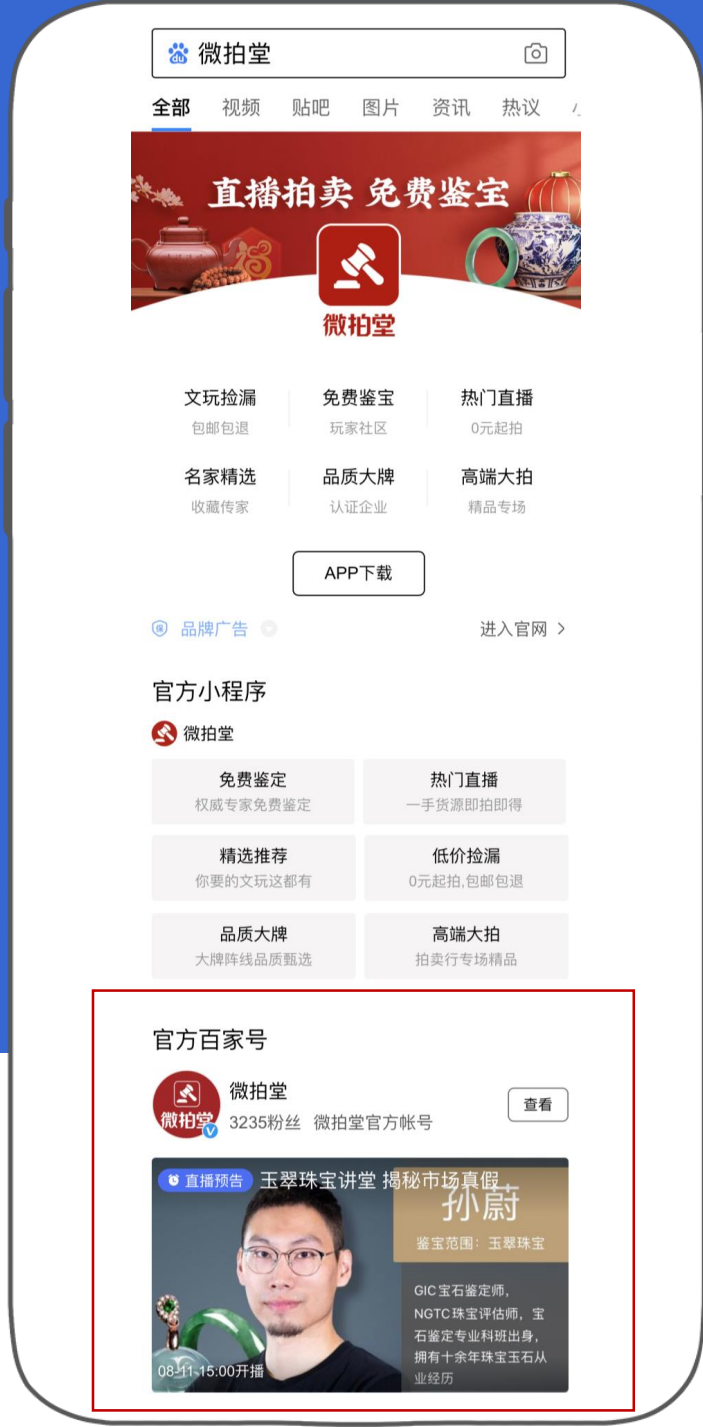 微拍堂
全部 视频 贴吧 图片 资讯 热议
直播拍卖 免费鉴宝
微拍堂
文玩捡漏 免费鉴宝 热门直播
包邮包退 玩家社区 0元起拍
名家精选 品质大牌 高端大拍
收藏传家 认证企业 精品专场
APP下载
保 品牌广告 进入官网
官方小程序
微拍堂
免费鉴定 热门直播
权威专家免费鉴定 一手货源即拍即得
精选推荐 低价捡漏
你要的文玩这都有 0元起拍,包邮包退
品质大牌 高端大拍
大牌阵线品质甄选 拍卖行专场精品
官方百家号
微拍堂
微拍堂
3235粉丝 微拍堂官方帐号
查看
直播预告 玉翠珠宝讲堂 揭秘市场真假
孙蔚
鉴宝范围：玉翠珠宝
GIC宝石鉴定师，
NGTC珠宝评估师，宝
石鉴定专业科班出身，
拥有十余年珠宝玉石从
业经历
08-11 15:00开播